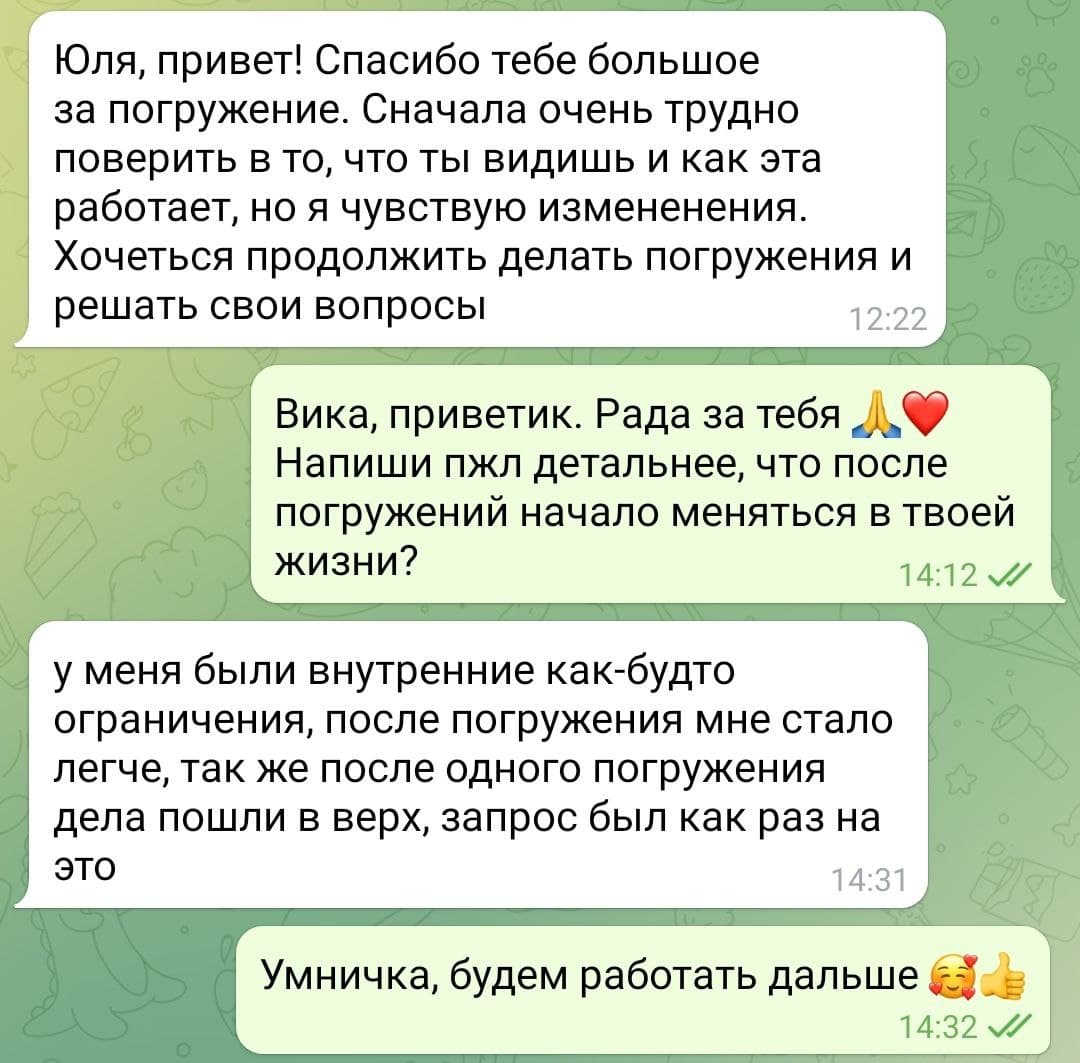 Юля, привет! Спасибо тебе большое
за погружение. Сначала очень трудно
поверить в то, что ты видишь и как эта
работает, но я чувствую измененения.
Хочеться продолжить делать погружения и
решать свои вопросы
12:22
Вика, приветик. Рада за тебя 🙏❤️
Напиши пжл детальнее, что после
погружений начало меняться в твоей
жизни?
14:12
у меня были внутренние как-будто
ограничения, после погружения мне стало
легче, так же после одного погружения
дела пошли в верх, запрос был как раз на
это
14:31
Умничка, будем работать дальше 🥰👍
14:32